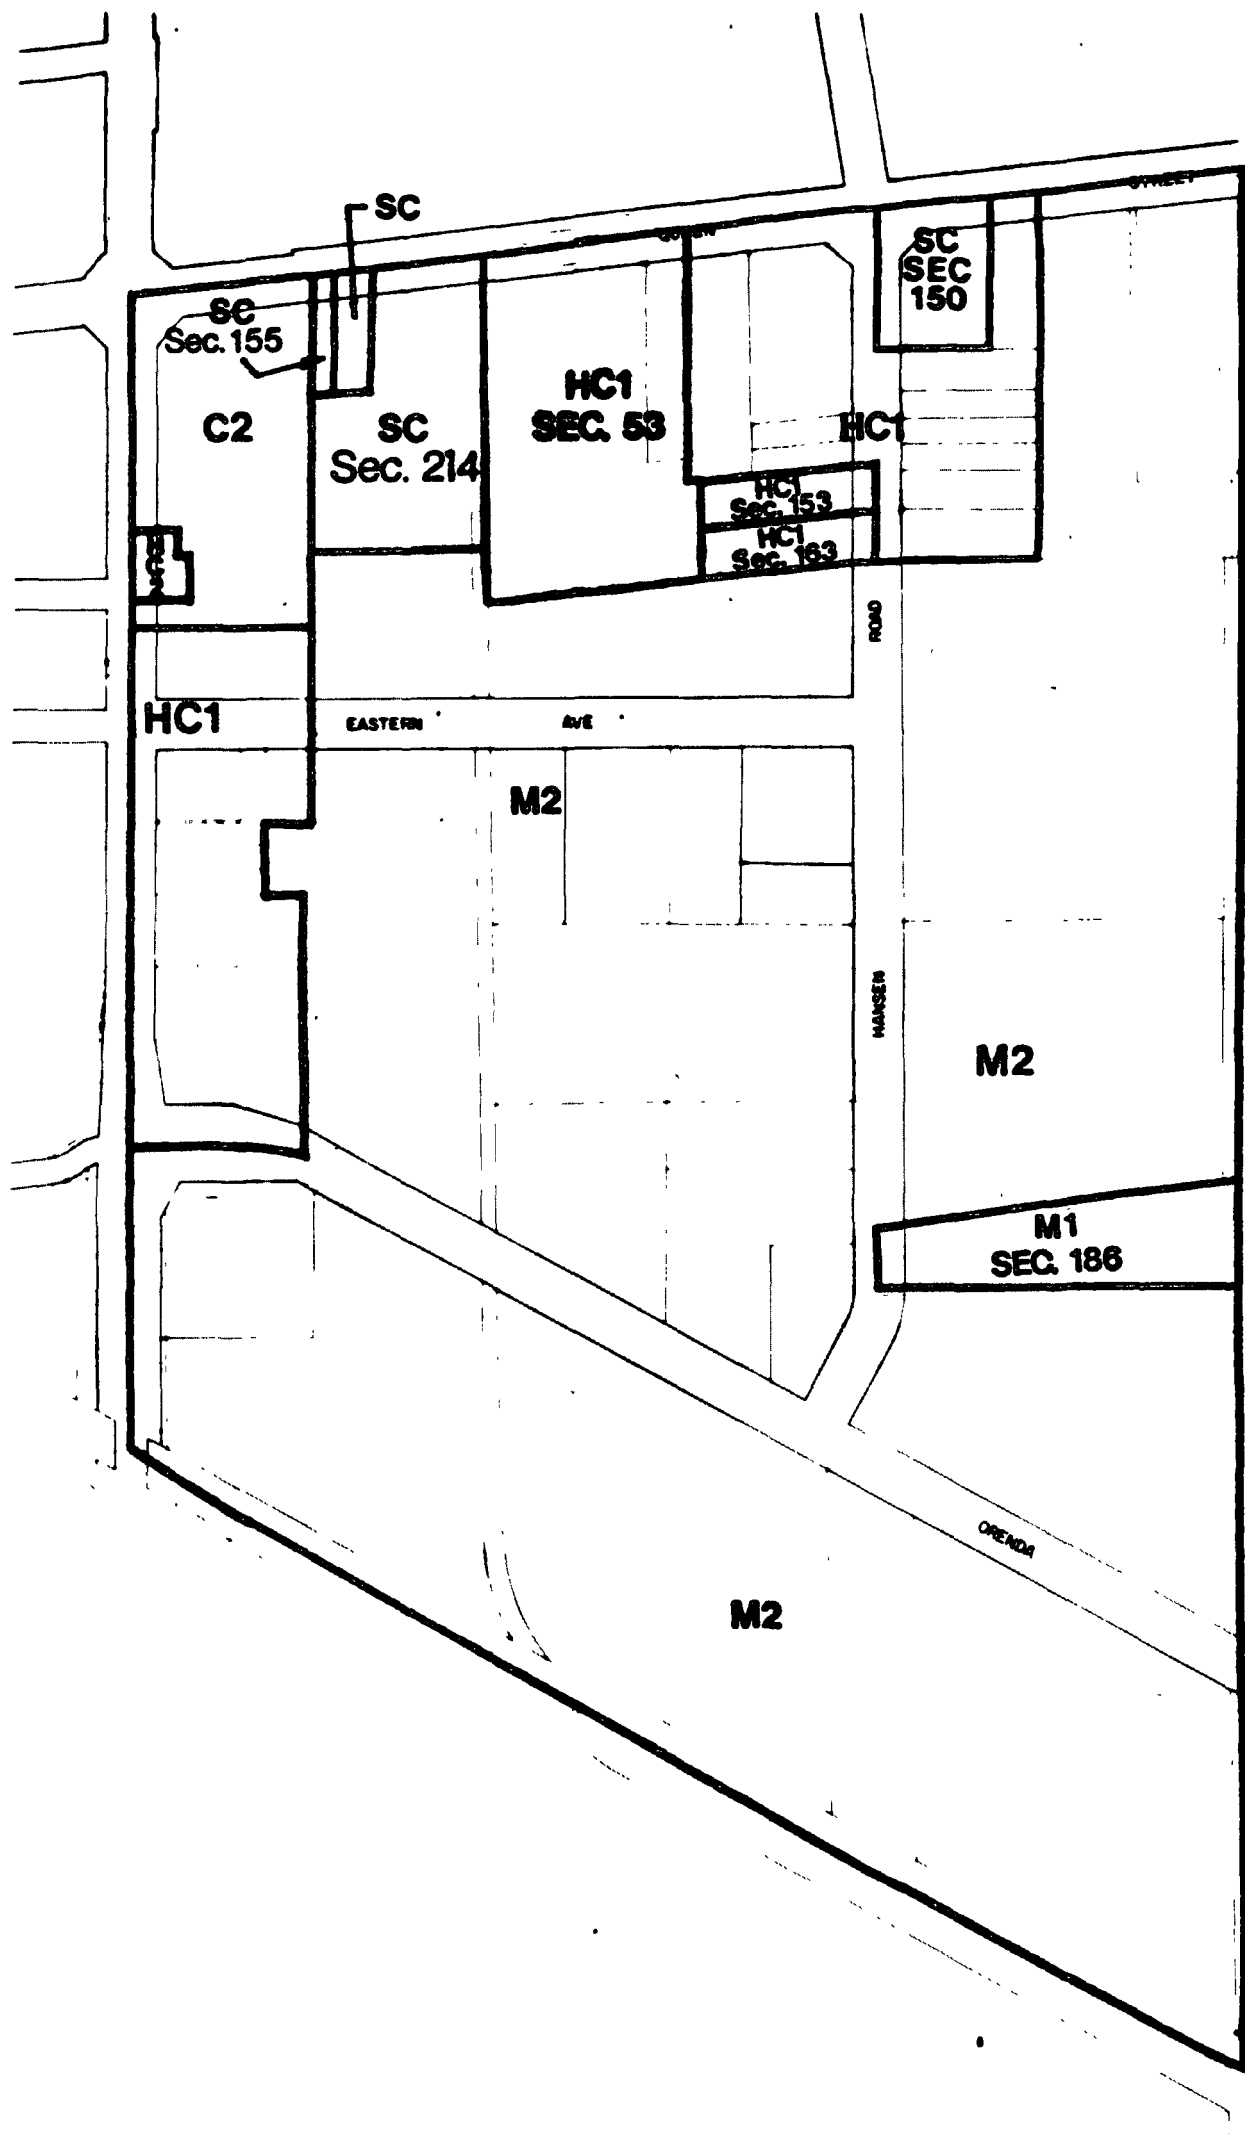 STREET
SC
QUEEN
SC
SEC
150
SC
Sec. 155
HC1
SEC. 53
C2
SC
Sec. 214
HC1
HC1
Sec. 153
HC1
Sec. 163
ROAD
HC1
EASTERN AVE
M2
HANSEN
M2
M1
SEC. 186
ORENDA
M2